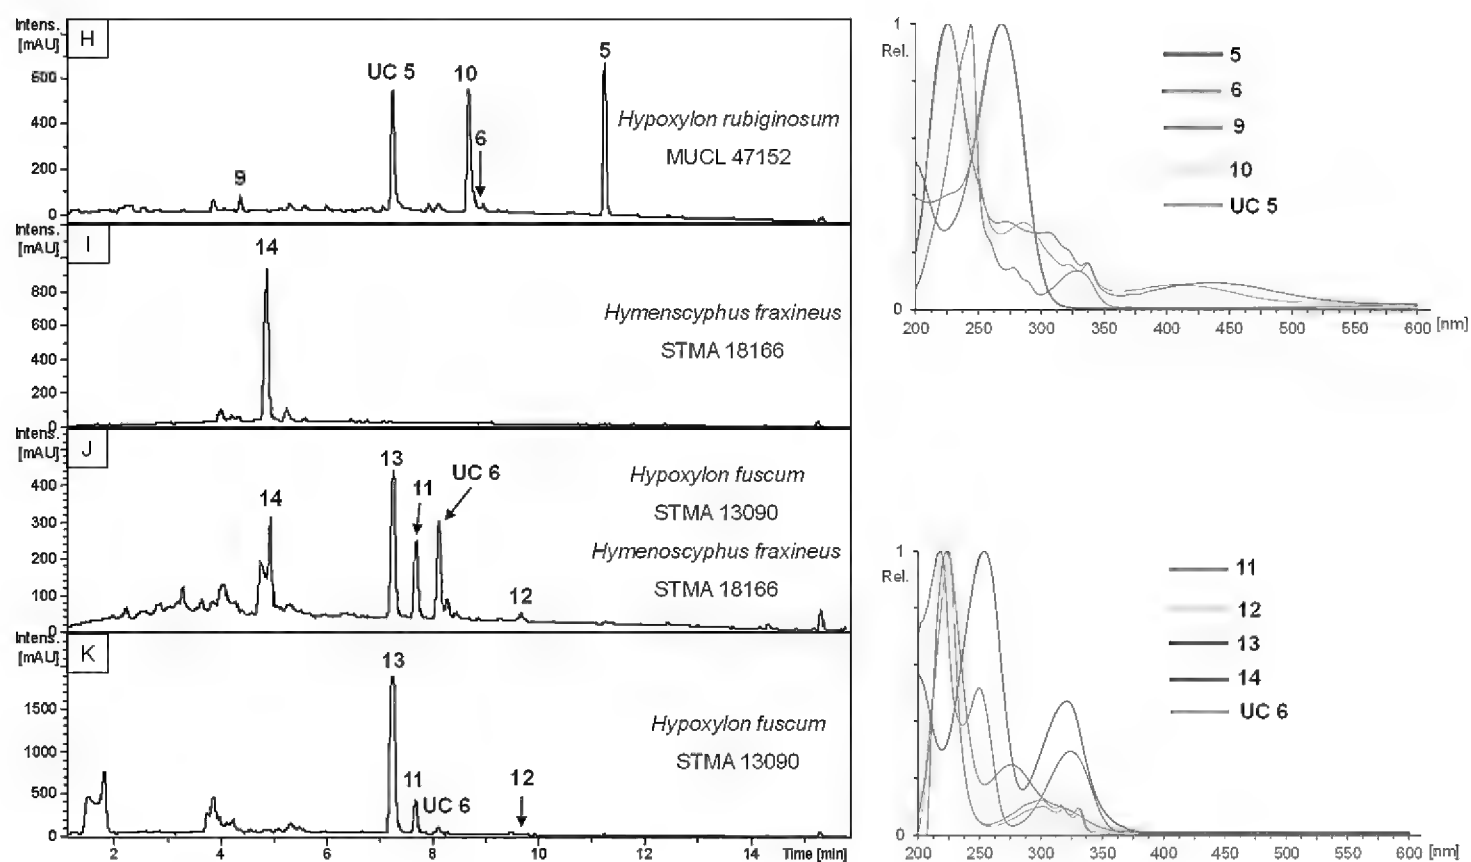 Intens.
[mAU]
H
600
400
200
0
9
UC 5
10
6
5
Hypoxylon rubiginosum
MUCL 47152
Intens.
[mAU]
I
800
600
400
200
0
14
Hymenscyphus fraxineus
STMA 18166
Intens.
[mAU]
J
400
300
200
100
0
14
13
11
UC 6
12
Hypoxylon fuscum
STMA 13090
Hymenoscyphus fraxineus
STMA 18166
Intens.
[mAU]
K
1500
1000
500
0
13
11
UC 6
12
Hypoxylon fuscum
STMA 13090
2
4
6
8
10
12
14
Time [min]
1
Rel.
0
5
6
9
10
UC 5
200
250
300
350
400
450
500
550
600
[nm]
1
Rel.
0
11
12
13
14
UC 6
200
250
300
350
400
450
500
550
600
[nm]